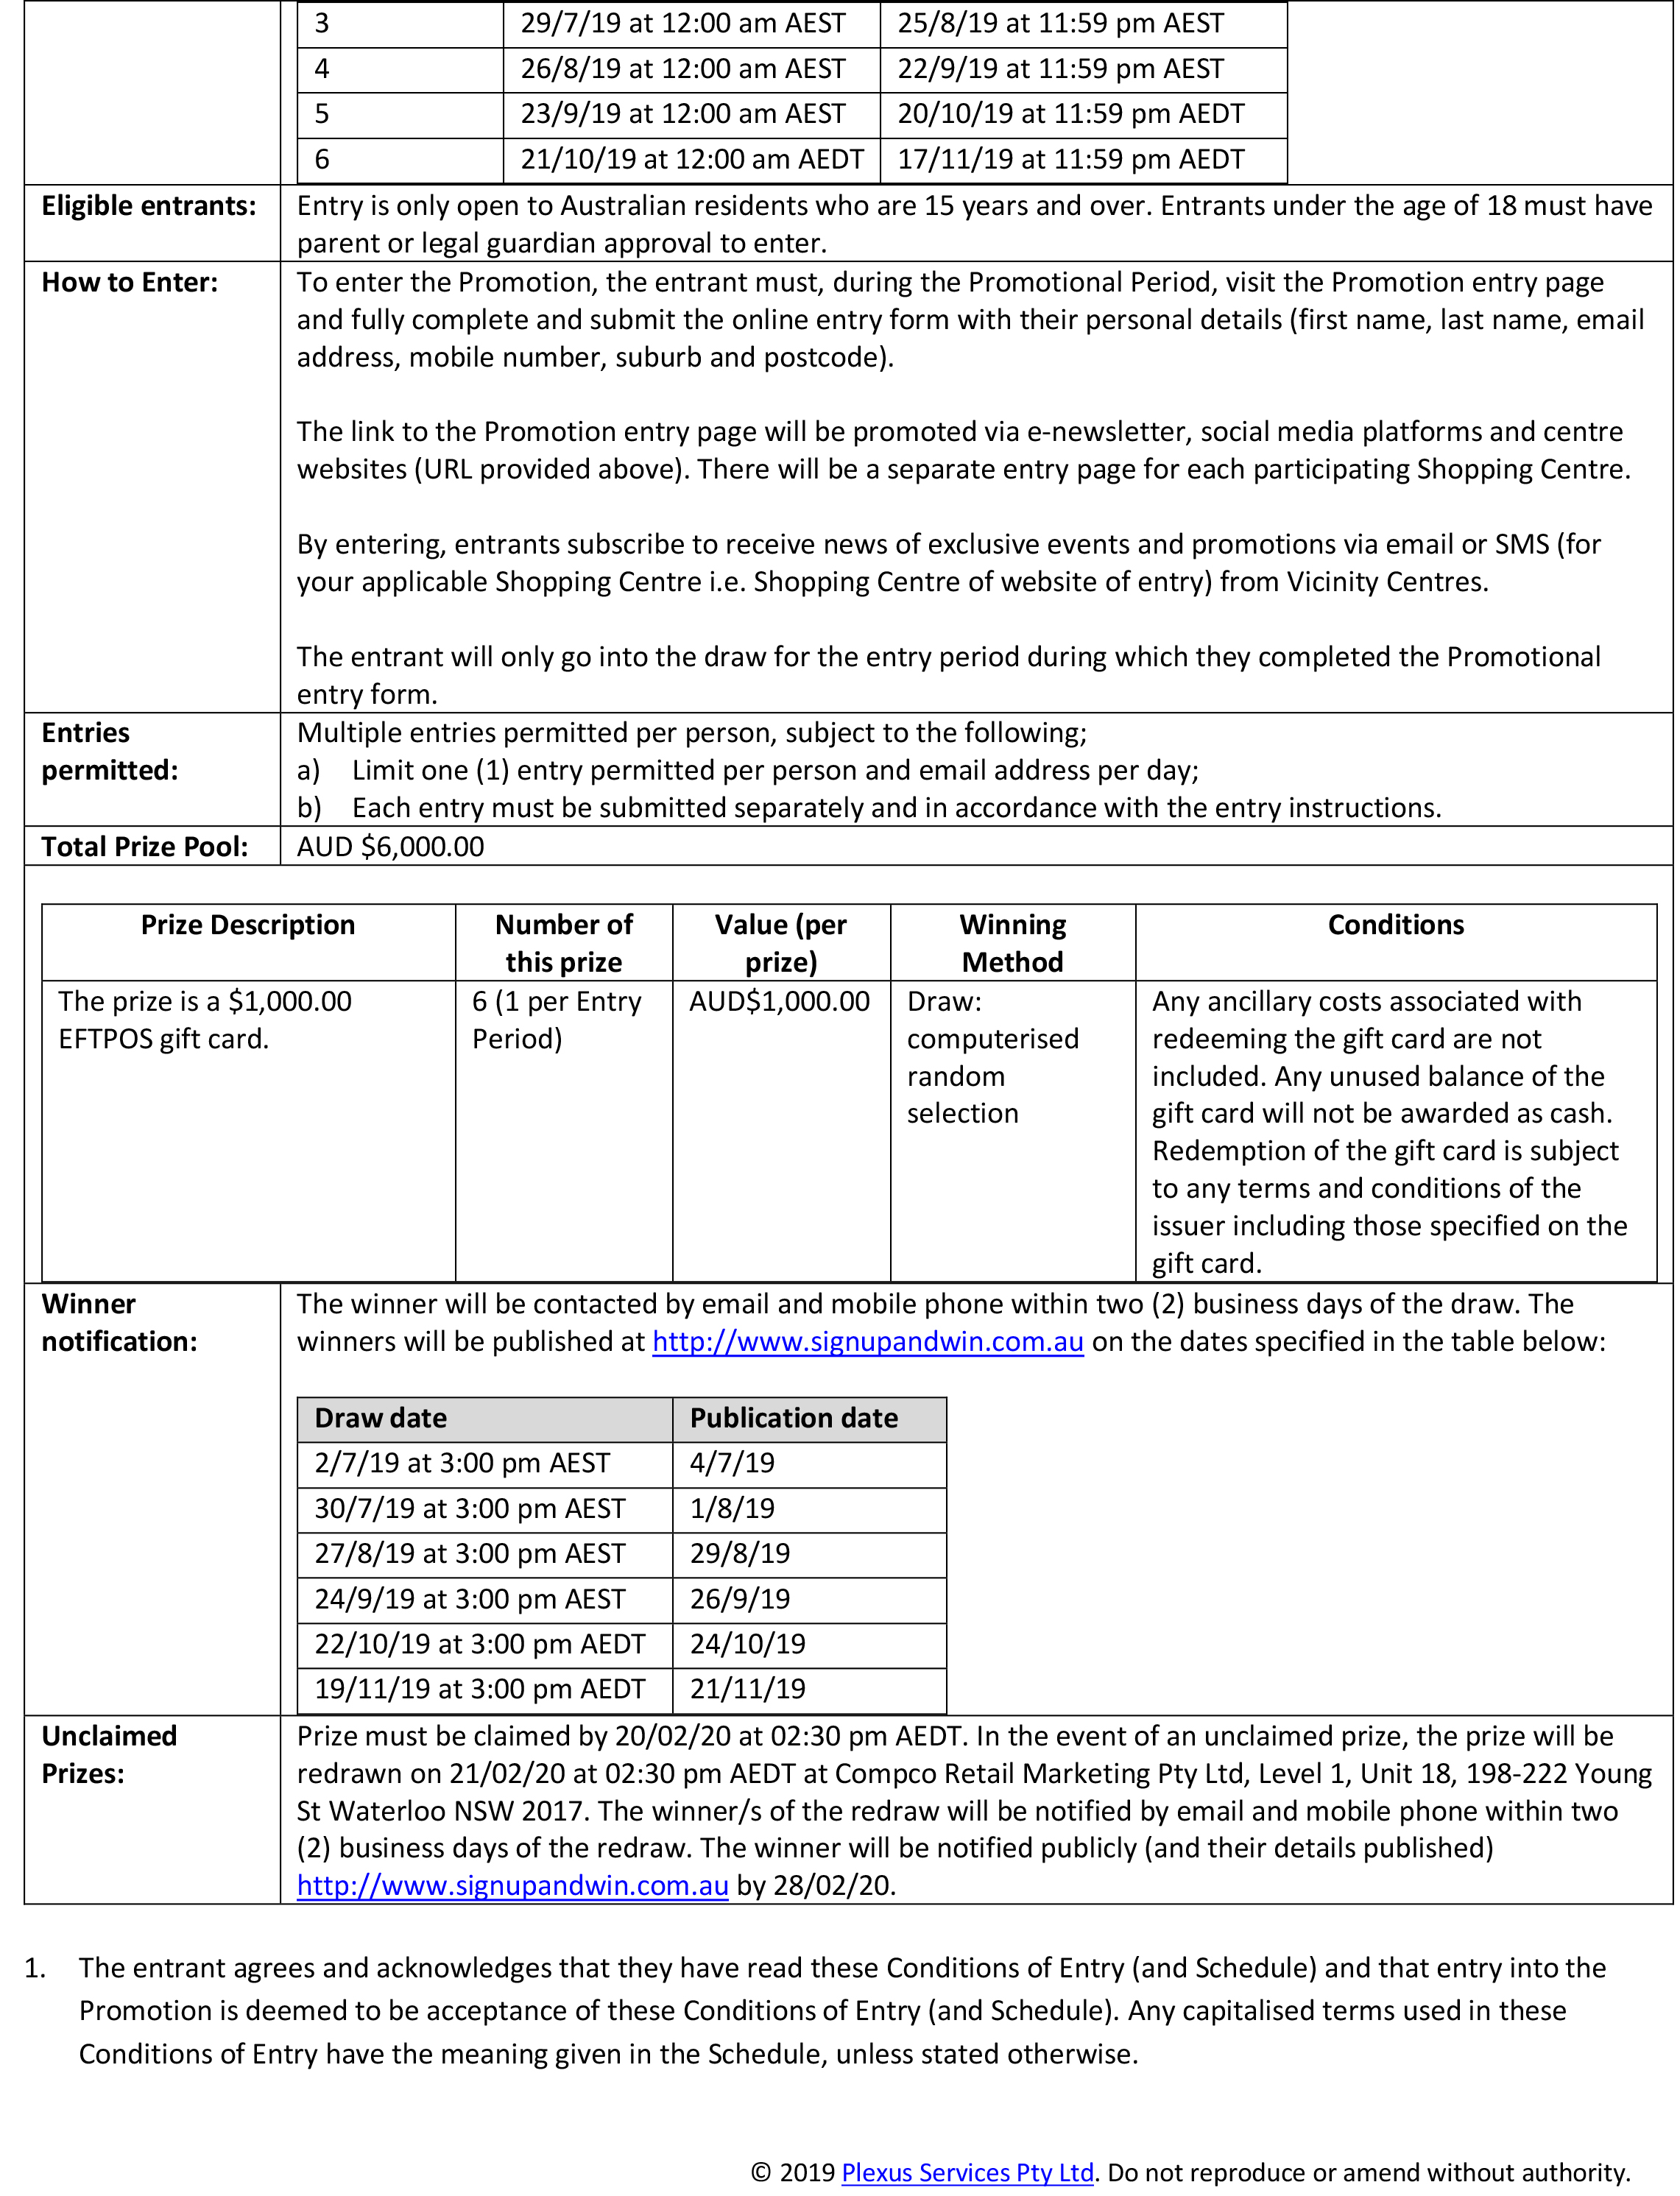 3 29/7/19 at 12:00 am AEST 25/8/19 at 11:59 pm AEST
4 26/8/19 at 12:00 am AEST 22/9/19 at 11:59 pm AEST
5 23/9/19 at 12:00 am AEST 20/10/19 at 11:59 pm AEDT
6 21/10/19 at 12:00 am AEDT 17/11/19 at 11:59 pm AEDT
Eligible entrants: Entry is only open to Australian residents who are 15 years and over. Entrants under the age of 18 must have
parent or legal guardian approval to enter.
How to Enter: To enter the Promotion, the entrant must, during the Promotional Period, visit the Promotion entry page
and fully complete and submit the online entry form with their personal details (first name, last name, email
address, mobile number, suburb and postcode).
The link to the Promotion entry page will be promoted via e-newsletter, social media platforms and centre
websites (URL provided above). There will be a separate entry page for each participating Shopping Centre.
By entering, entrants subscribe to receive news of exclusive events and promotions via email or SMS (for
your applicable Shopping Centre i.e. Shopping Centre of website of entry) from Vicinity Centres.
The entrant will only go into the draw for the entry period during which they completed the Promotional
entry form.
Entries
permitted:
Multiple entries permitted per person, subject to the following;
a) Limit one (1) entry permitted per person and email address per day;
b) Each entry must be submitted separately and in accordance with the entry instructions.
Total Prize Pool: AUD $6,000.00
Prize Description
Number of
this prize
Value (per
prize)
Winning
Method
Conditions
The prize is a $1,000.00
EFTPOS gift card.
6 (1 per Entry
Period)
AUD$1,000.00
Draw:
computerised
random
selection
Any ancillary costs associated with
redeeming the gift card are not
included. Any unused balance of the
gift card will not be awarded as cash.
Redemption of the gift card is subject
to any terms and conditions of the
issuer including those specified on the
gift card.
Winner
notification:
The winner will be contacted by email and mobile phone within two (2) business days of the draw. The
winners will be published at http://www.signupandwin.com.au on the dates specified in the table below:
Draw date Publication date
2/7/19 at 3:00 pm AEST 4/7/19
30/7/19 at 3:00 pm AEST 1/8/19
27/8/19 at 3:00 pm AEST 29/8/19
24/9/19 at 3:00 pm AEST 26/9/19
22/10/19 at 3:00 pm AEDT 24/10/19
19/11/19 at 3:00 pm AEDT 21/11/19
Unclaimed
Prizes:
Prize must be claimed by 20/02/20 at 02:30 pm AEDT. In the event of an unclaimed prize, the prize will be
redrawn on 21/02/20 at 02:30 pm AEDT at Compco Retail Marketing Pty Ltd, Level 1, Unit 18, 198-222 Young
St Waterloo NSW 2017. The winner/s of the redraw will be notified by email and mobile phone within two
(2) business days of the redraw. The winner will be notified publicly (and their details published)
http://www.signupandwin.com.au by 28/02/20.
1. The entrant agrees and acknowledges that they have read these Conditions of Entry (and Schedule) and that entry into the
Promotion is deemed to be acceptance of these Conditions of Entry (and Schedule). Any capitalised terms used in these
Conditions of Entry have the meaning given in the Schedule, unless stated otherwise.
© 2019 Plexus Services Pty Ltd. Do not reproduce or amend without authority.